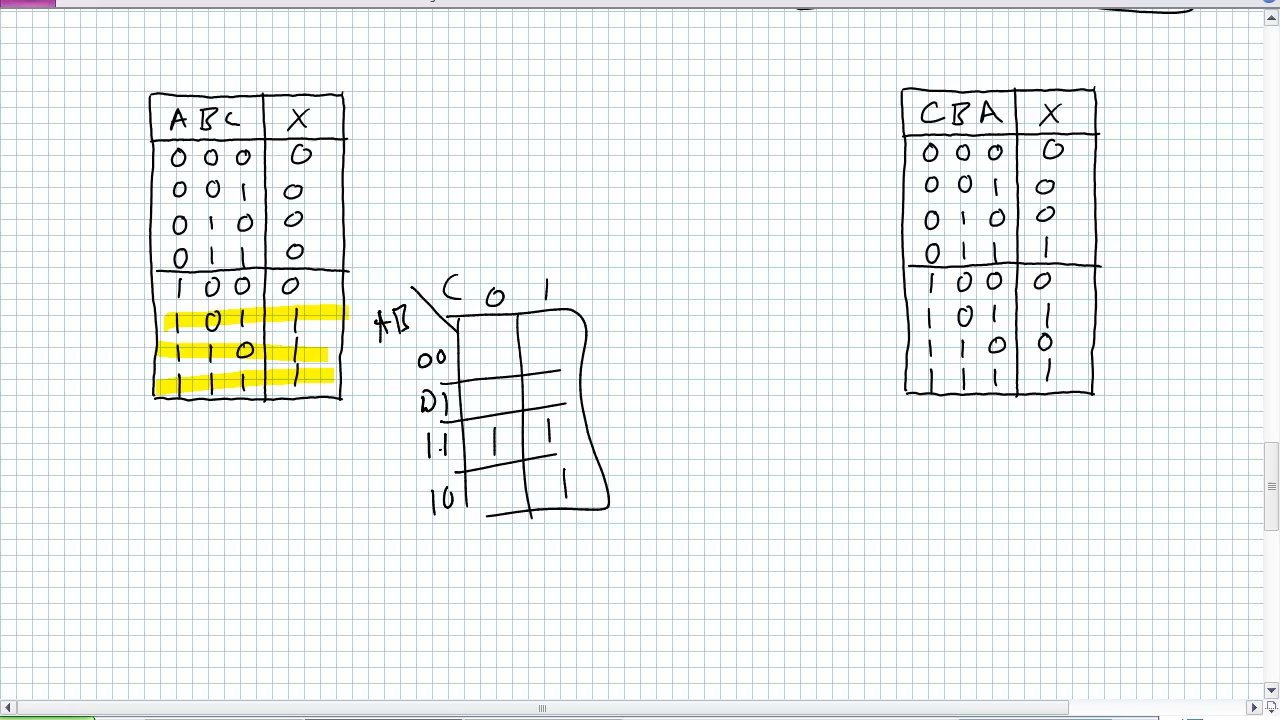 A B C X
0 0 0 0
0 0 1 0
0 1 0 0
0 1 1 0
1 0 0 0
1 0 1 1
1 1 0 1
1 1 1 1
C 0 1
AB
00
01
11 1 1
10 1
C B A X
0 0 0 0
0 0 1 0
0 1 0 0
0 1 1 1
1 0 0 0
1 0 1 1
1 1 0 0
1 1 1 1